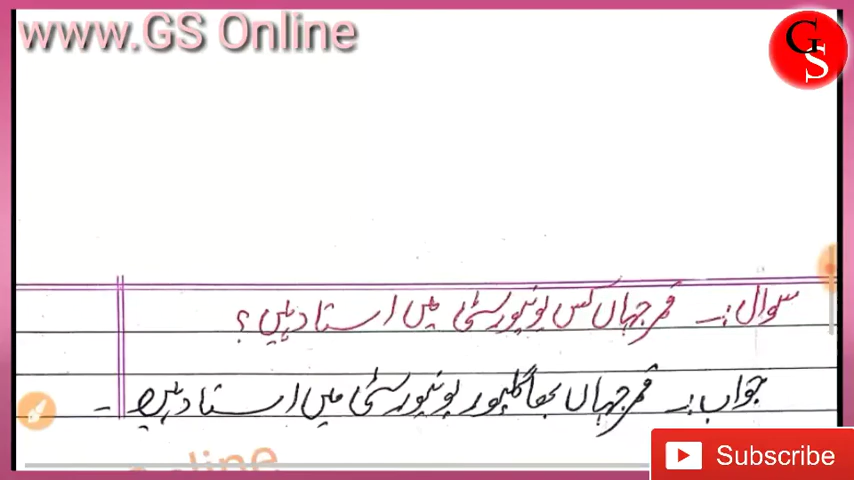 www.GS Online
GS
سوال:۔ قمر جہاں کس یونیورسٹی میں استاد ہیں؟
جواب:۔ قمر جہاں بھاگلپور یونیورسٹی میں استاد ہیں۔
Online
Subscribe